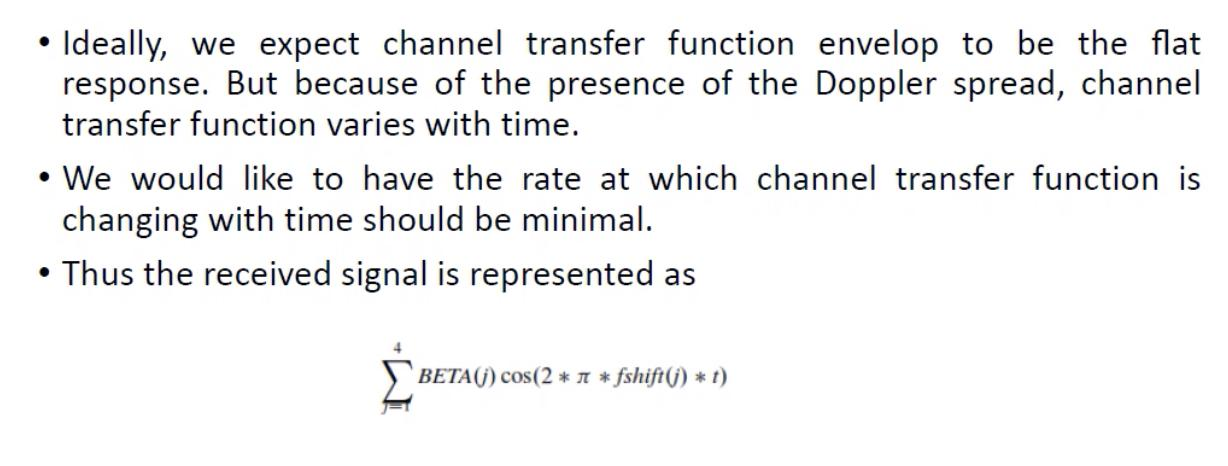 • Ideally, we expect channel transfer function envelop to be the flat
response. But because of the presence of the Doppler spread, channel
transfer function varies with time.
• We would like to have the rate at which channel transfer function is
changing with time should be minimal.
• Thus the received signal is represented as
4
∑ BETA(j) cos(2 * π * fshift(j) * t)
j=1